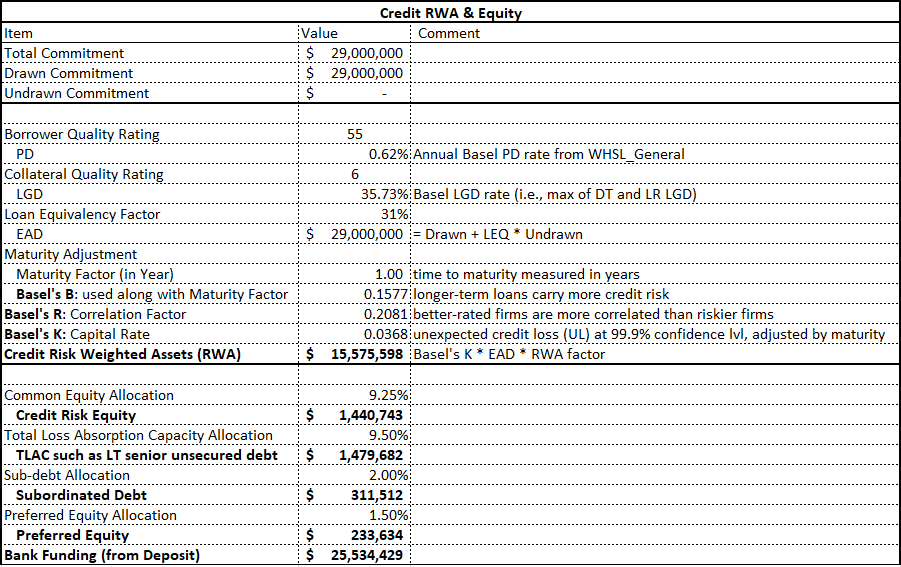 Credit RWA & Equity
Item Value Comment
Total Commitment $ 29,000,000
Drawn Commitment $ 29,000,000
Undrawn Commitment $ -
Borrower Quality Rating 55
PD 0.62% Annual Basel PD rate from WHSL_General
Collateral Quality Rating 6
LGD 35.73% Basel LGD rate (i.e., max of DT and LR LGD)
Loan Equivalency Factor 31%
EAD $ 29,000,000 = Drawn + LEQ * Undrawn
Maturity Adjustment
Maturity Factor (in Year) 1.00 time to maturity measured in years
Basel's B: used along with Maturity Factor 0.1577 longer-term loans carry more credit risk
Basel's R: Correlation Factor 0.2081 better-rated firms are more correlated than riskier firms
Basel's K: Capital Rate 0.0368 unexpected credit loss (UL) at 99.9% confidence lvl, adjusted by maturity
Credit Risk Weighted Assets (RWA) $ 15,575,598 Basel's K * EAD * RWA factor
Common Equity Allocation 9.25%
Credit Risk Equity $ 1,440,743
Total Loss Absorption Capacity Allocation 9.50%
TLAC such as LT senior unsecured debt $ 1,479,682
Sub-debt Allocation 2.00%
Subordinated Debt $ 311,512
Preferred Equity Allocation 1.50%
Preferred Equity $ 233,634
Bank Funding (from Deposit) $ 25,534,429